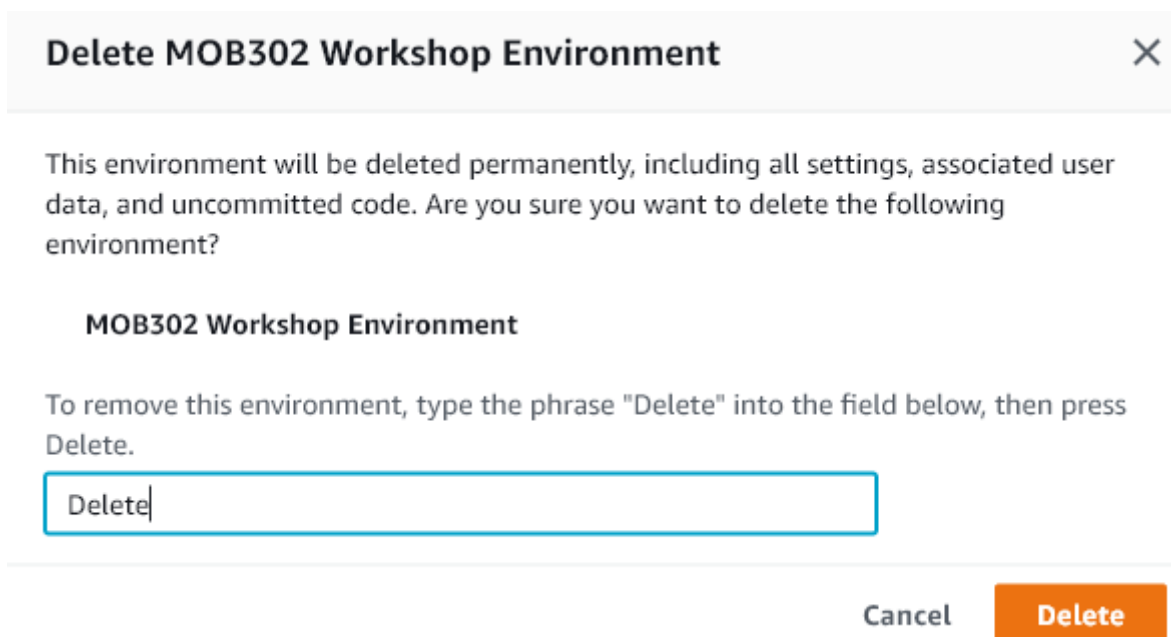 Delete MOB302 Workshop Environment
This environment will be deleted permanently, including all settings, associated user
data, and uncommitted code. Are you sure you want to delete the following
environment?
MOB302 Workshop Environment
To remove this environment, type the phrase "Delete" into the field below, then press
Delete.
Delete
Cancel Delete